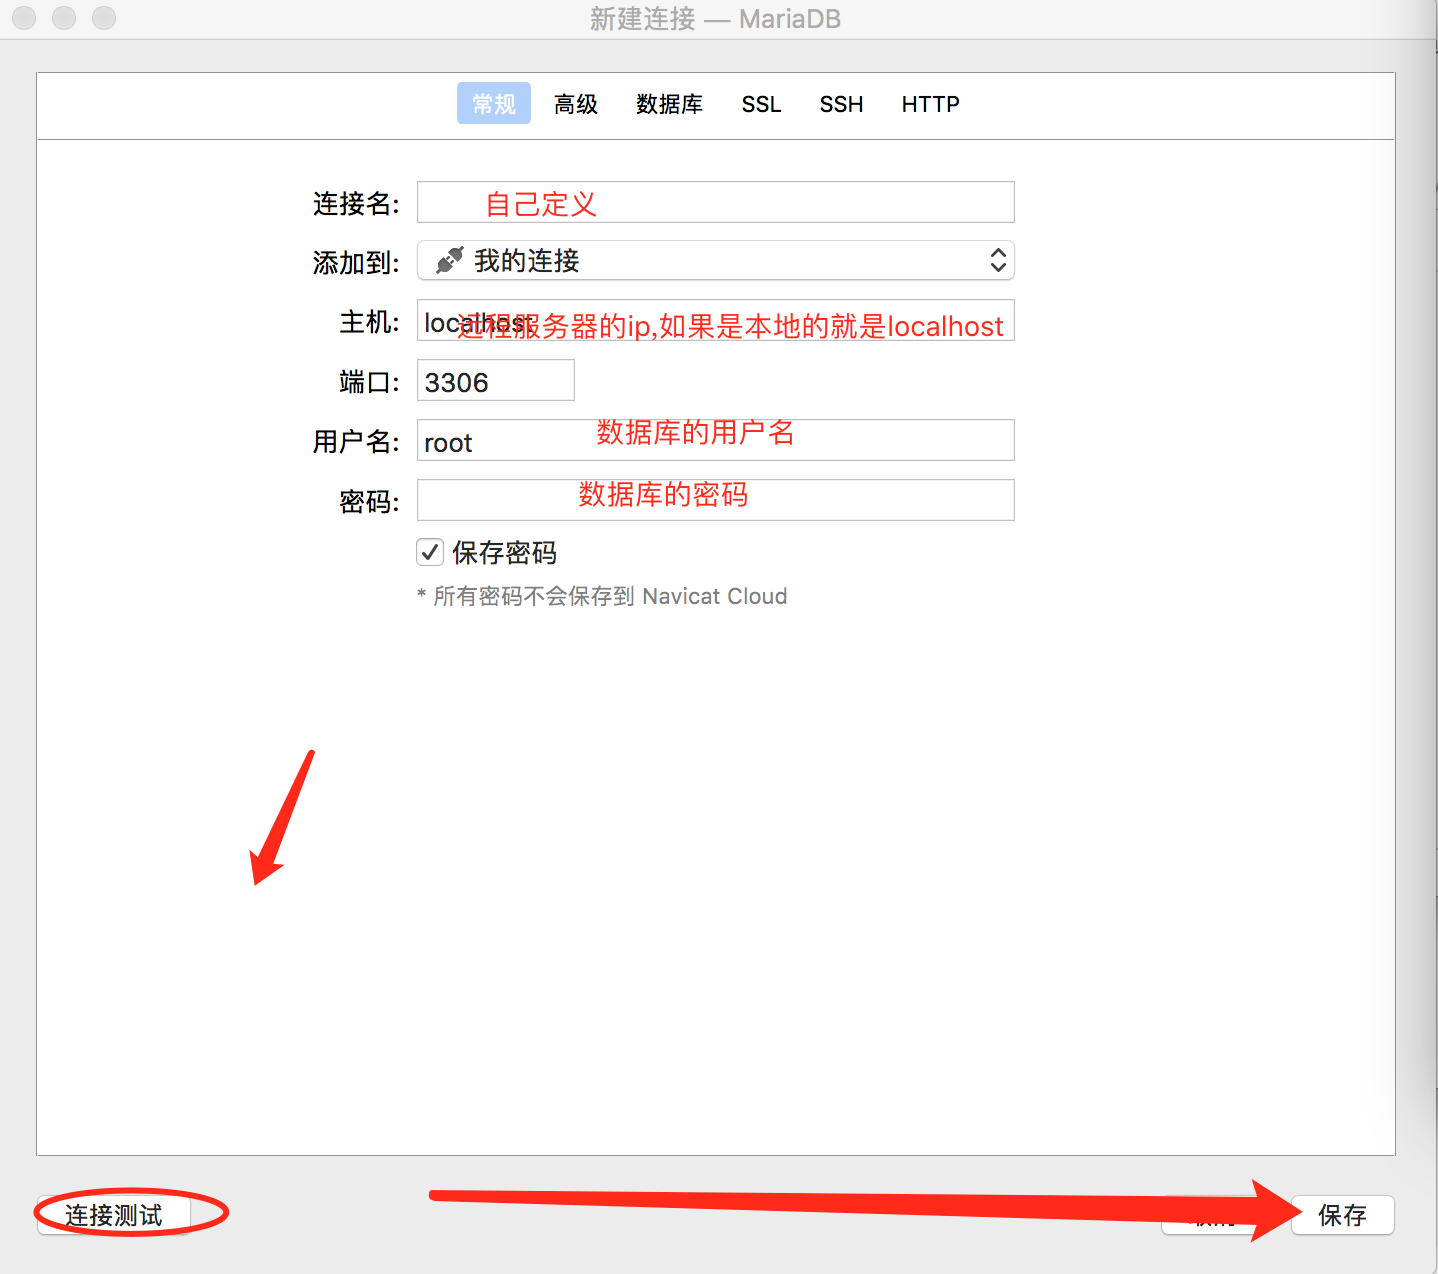 新建连接 — MariaDB
常规 高级 数据库 SSL SSH HTTP
连接名: 自己定义
添加到: 我的连接
主机: localhost 远程服务器的ip,如果是本地的就是localhost
端口: 3306
用户名: root 数据库的用户名
密码: 数据库的密码
保存密码
* 所有密码不会保存到 Navicat Cloud
连接测试 保存